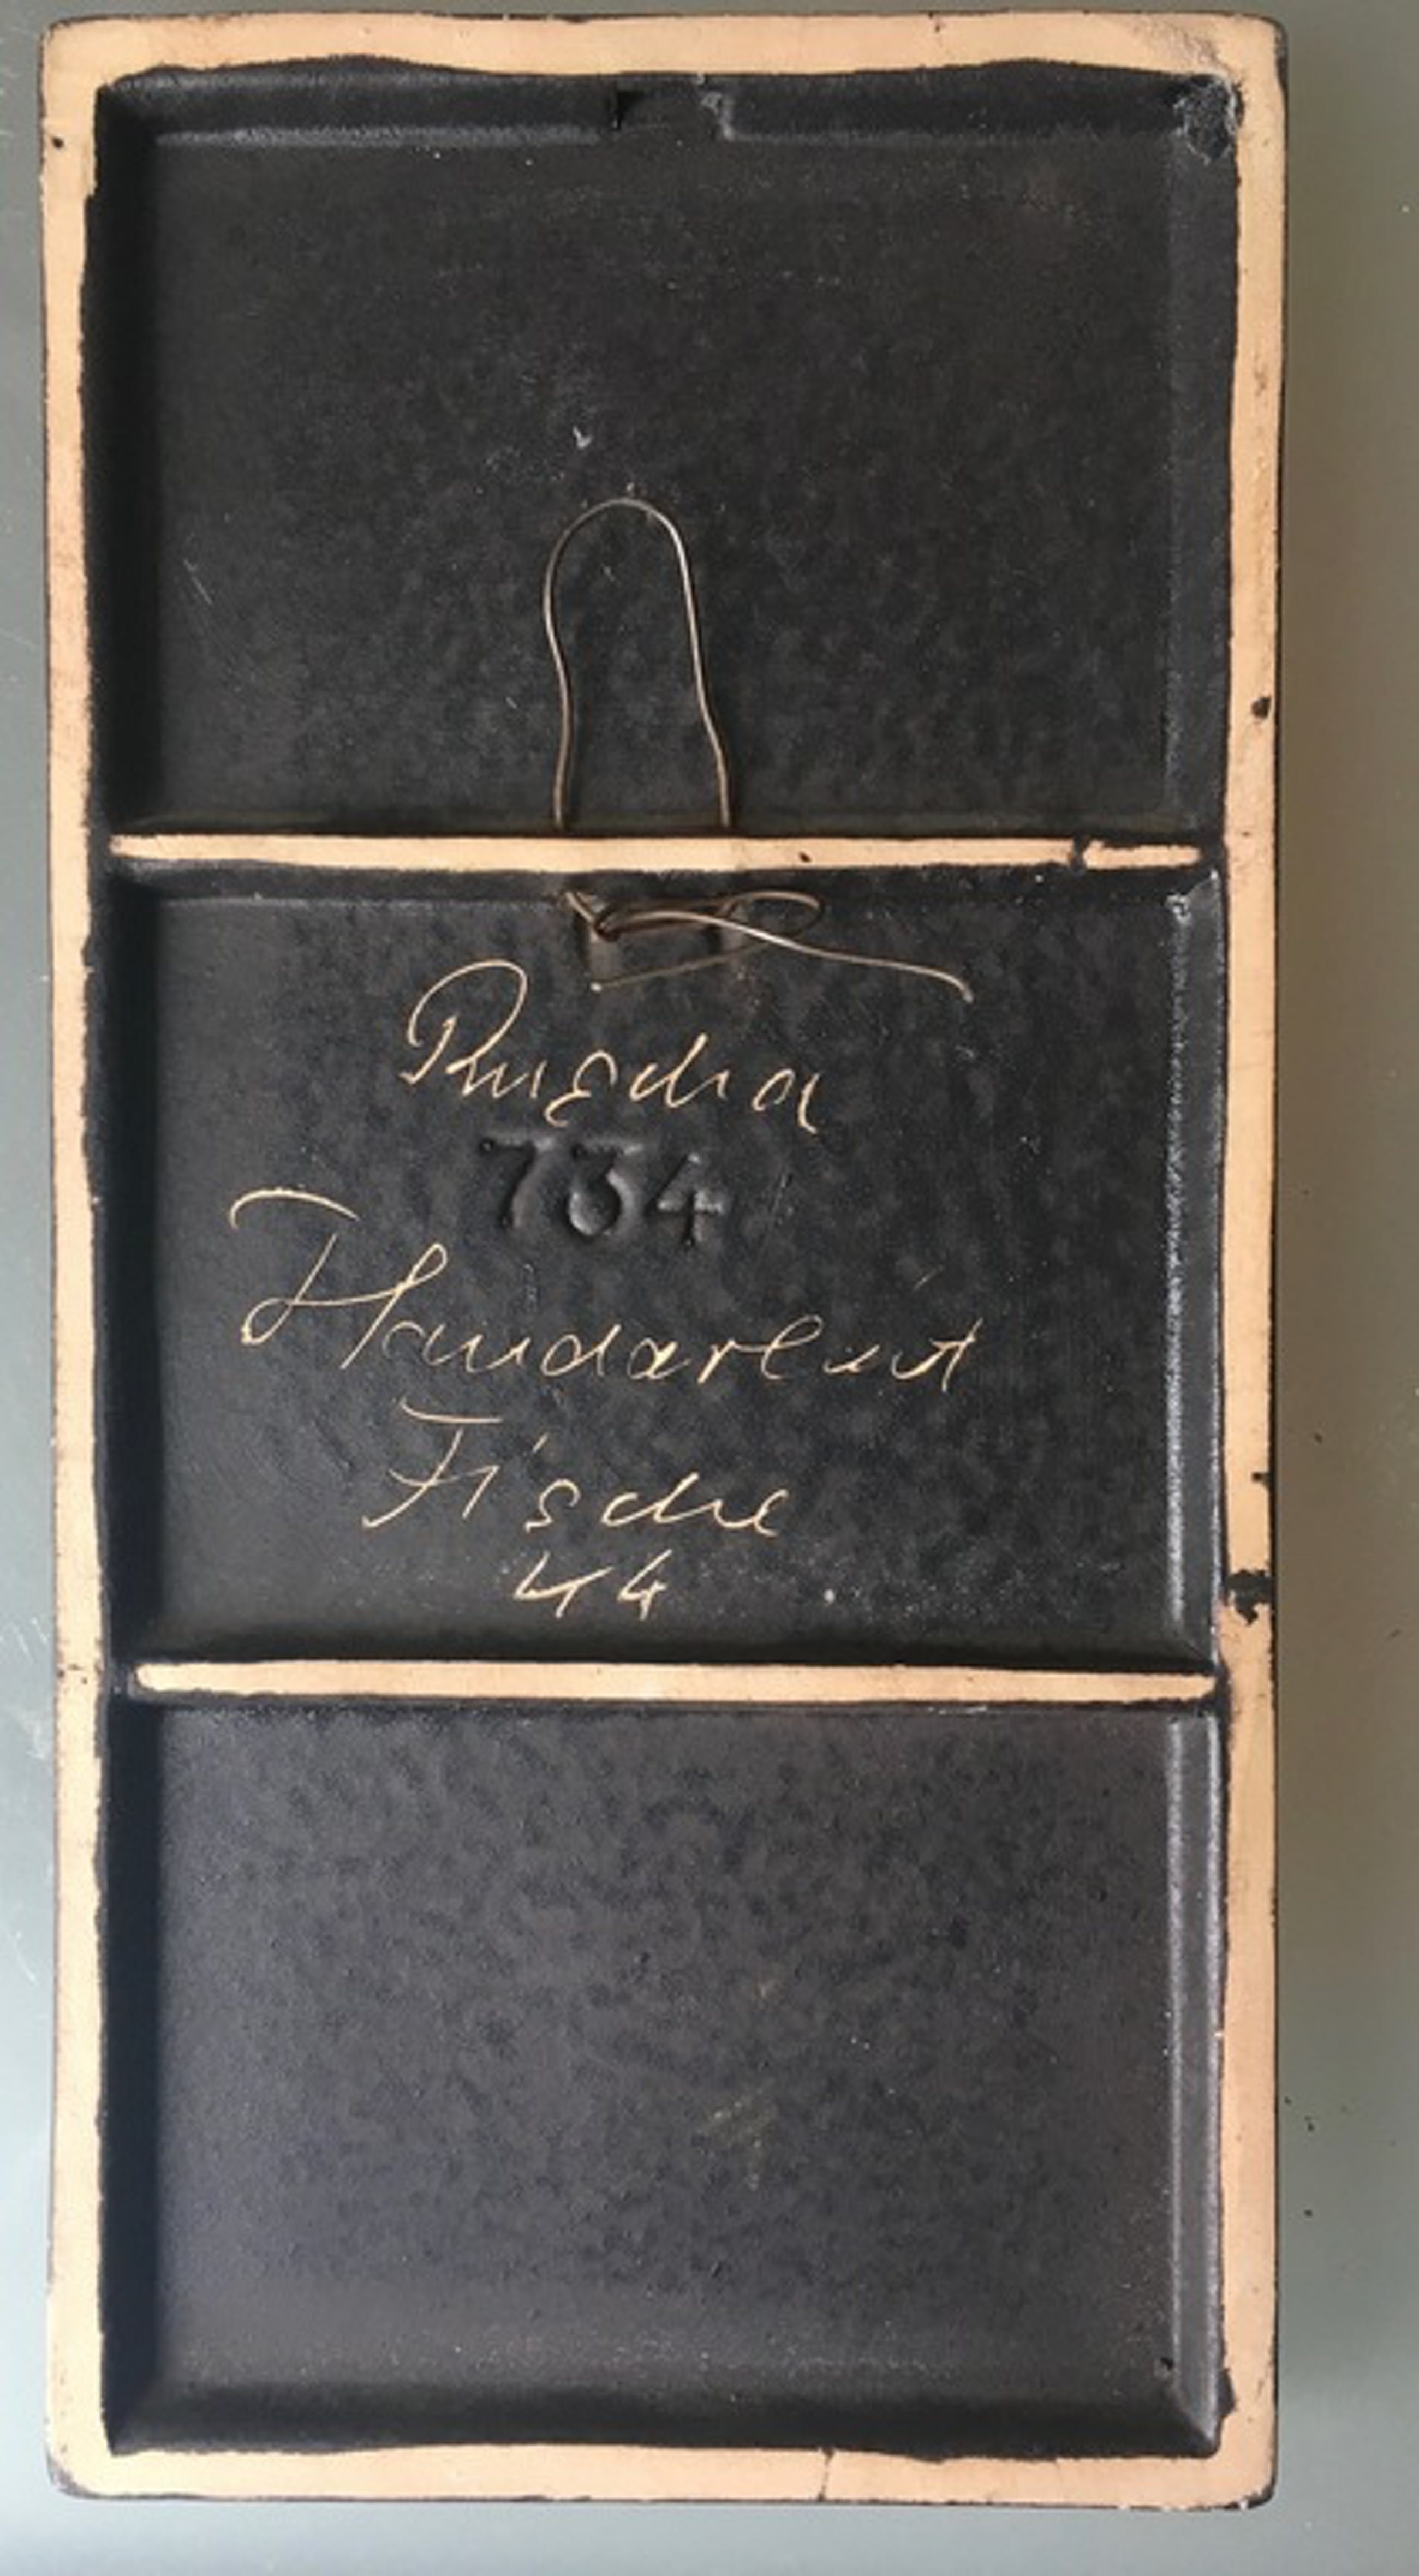 Ruscha
734
Handarbeit
Fische
44